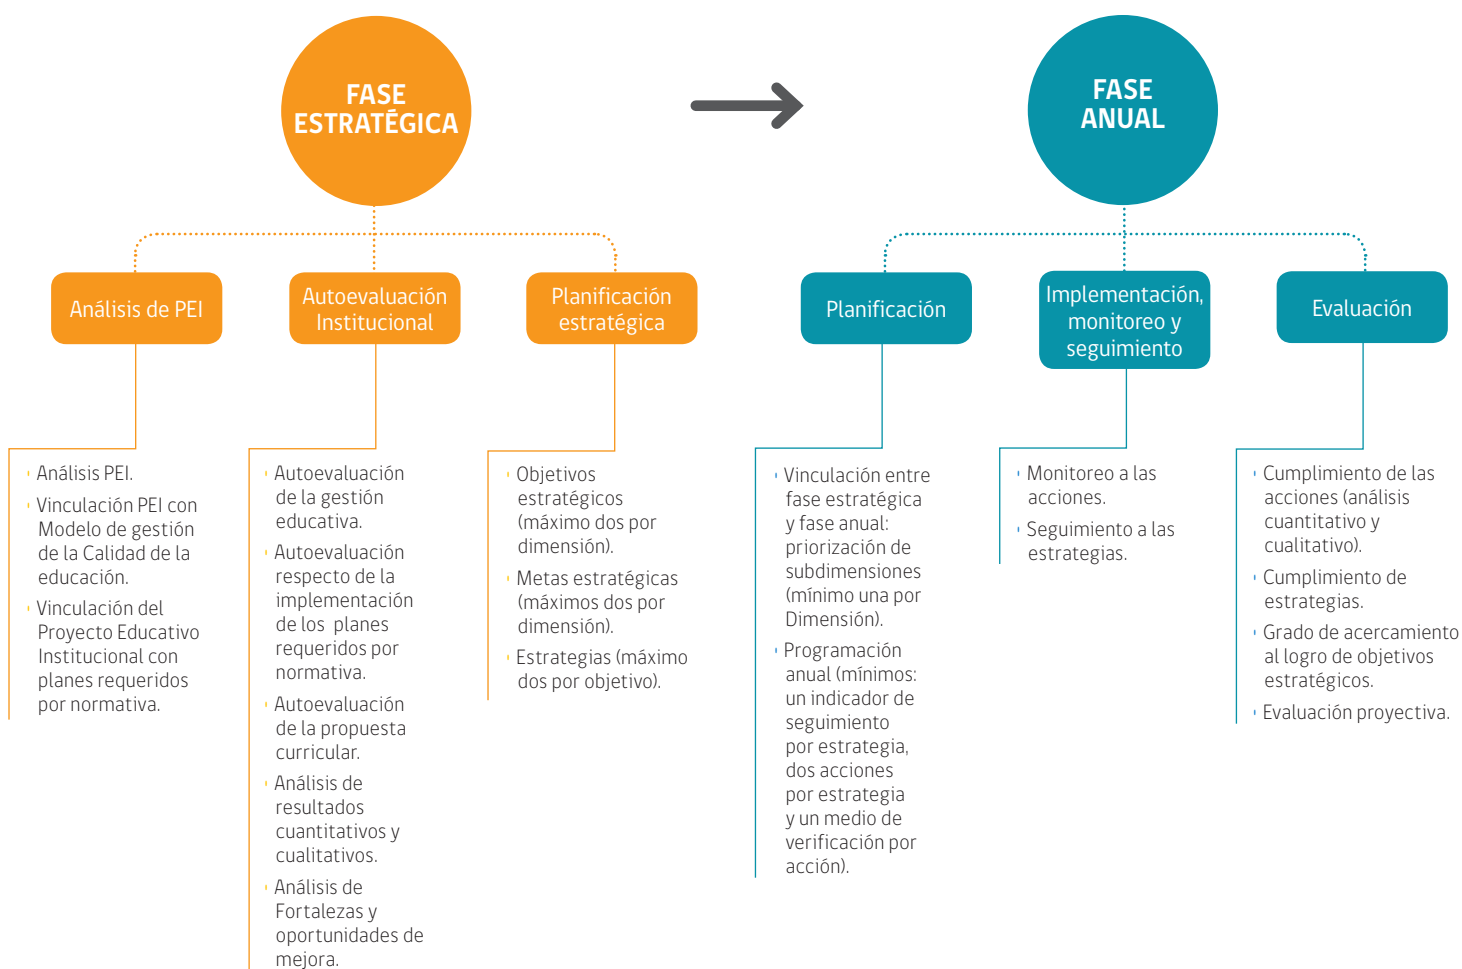 FASE
ESTRATÉGICA
FASE
ANUAL
Análisis de PEI
Autoevaluación
Institucional
Planificación
estratégica
Planificación
Implementación,
monitoreo y
seguimiento
Evaluación
Análisis PEI.
Vinculación PEI con
Modelo de gestión
de la Calidad de la
educación.
Vinculación del
Proyecto Educativo
Institucional con
planes requeridos
por normativa.
Autoevaluación
de la gestión
educativa.
Autoevaluación
respecto de la
implementación
de los planes
requeridos por
normativa.
Autoevaluación
de la propuesta
curricular.
Análisis de
resultados
cuantitativos y
cualitativos.
Análisis de
Fortalezas y
oportunidades de
mejora.
Objetivos
estratégicos
(máximo dos por
dimensión).
Metas estratégicas
(máximos dos por
dimensión).
Estrategias (máximo
dos por objetivo).
Vinculación entre
fase estratégica
y fase anual:
priorización de
subdimensiones
(mínimo una por
Dimensión).
Programación
anual (mínimos:
un indicador de
seguimiento
por estrategia,
dos acciones
por estrategia
y un medio de
verificación por
acción).
Monitoreo a las
acciones.
Seguimiento a las
estrategias.
Cumplimiento de las
acciones (análisis
cuantitativo y
cualitativo).
Cumplimiento de
estrategias.
Grado de acercamiento
al logro de objetivos
estratégicos.
Evaluación proyectiva.